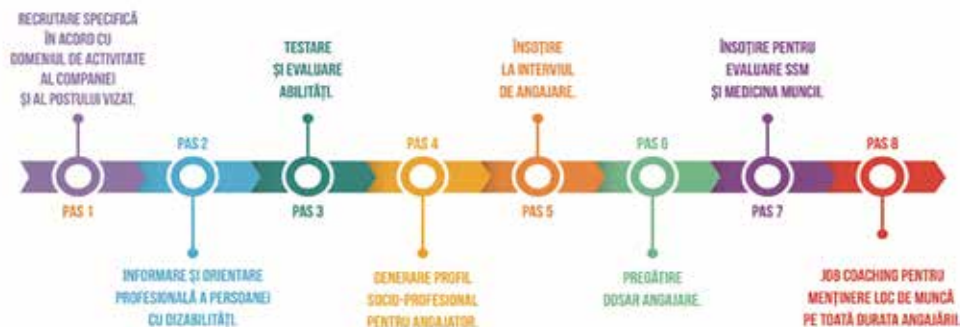 RECRUTARE SPECIFICĂ
ÎN ACORD CU
DOMENIUL DE ACTIVITATE
AL COMPANIEI
ȘI AL POSTULUI VIZAT.
PAS 1
PAS 2
INFORMARE ȘI ORIENTARE
PROFESIONALĂ A PERSOANEI
CU DIZABILITĂȚI.
TESTARE
ȘI EVALUARE
ABILITĂȚI.
PAS 3
PAS 4
GENERARE PROFIL
SOCIO-PROFESIONAL
PENTRU ANGAJATOR.
ÎNSOȚIRE
LA INTERVIUL
DE ANGAJARE.
PAS 5
PAS 6
PREGĂTIRE
DOSAR ANGAJARE.
ÎNSOȚIRE PENTRU
EVALUARE SSM
ȘI MEDICINA MUNCII.
PAS 7
PAS 8
JOB COACHING PENTRU
MENȚINERE LOC DE MUNCĂ
PE TOATĂ DURATA ANGAJĂRII.